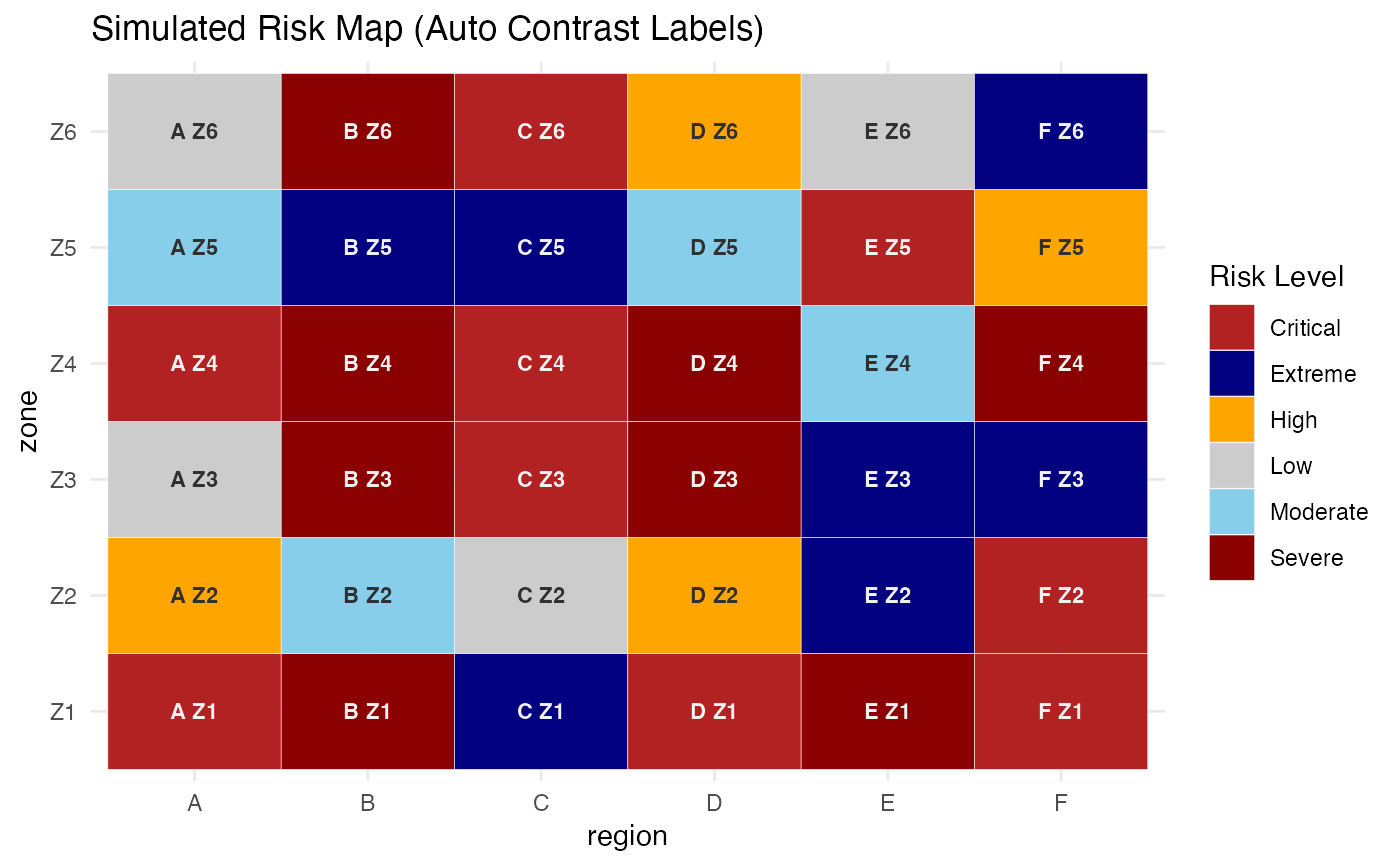 Simulated Risk Map (Auto Contrast Labels)
Z6 A Z6 B Z6 C Z6 D Z6 E Z6 F Z6
Z5 A Z5 B Z5 C Z5 D Z5 E Z5 F Z5
Z4 A Z4 B Z4 C Z4 D Z4 E Z4 F Z4
Z3 A Z3 B Z3 C Z3 D Z3 E Z3 F Z3
Z2 A Z2 B Z2 C Z2 D Z2 E Z2 F Z2
Z1 A Z1 B Z1 C Z1 D Z1 E Z1 F Z1
zone
A B C D E F
region
Risk Level
Critical
Extreme
High
Low
Moderate
Severe